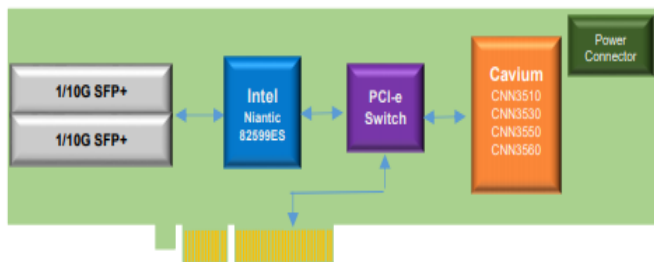 1/10G SFP+
1/10G SFP+
Intel
Niantic
82599ES
PCI-e
Switch
Cavium
CNN3510
CNN3530
CNN3550
CNN3560
Power
Connector